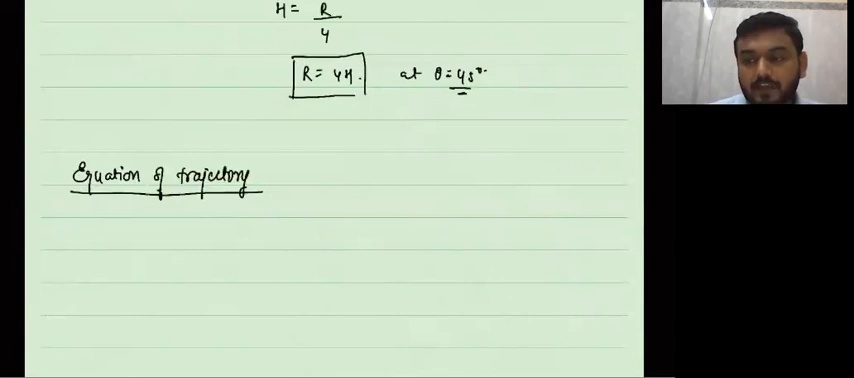 H = R
4
R = 4H. at θ = 45°.
Equation of trajectory